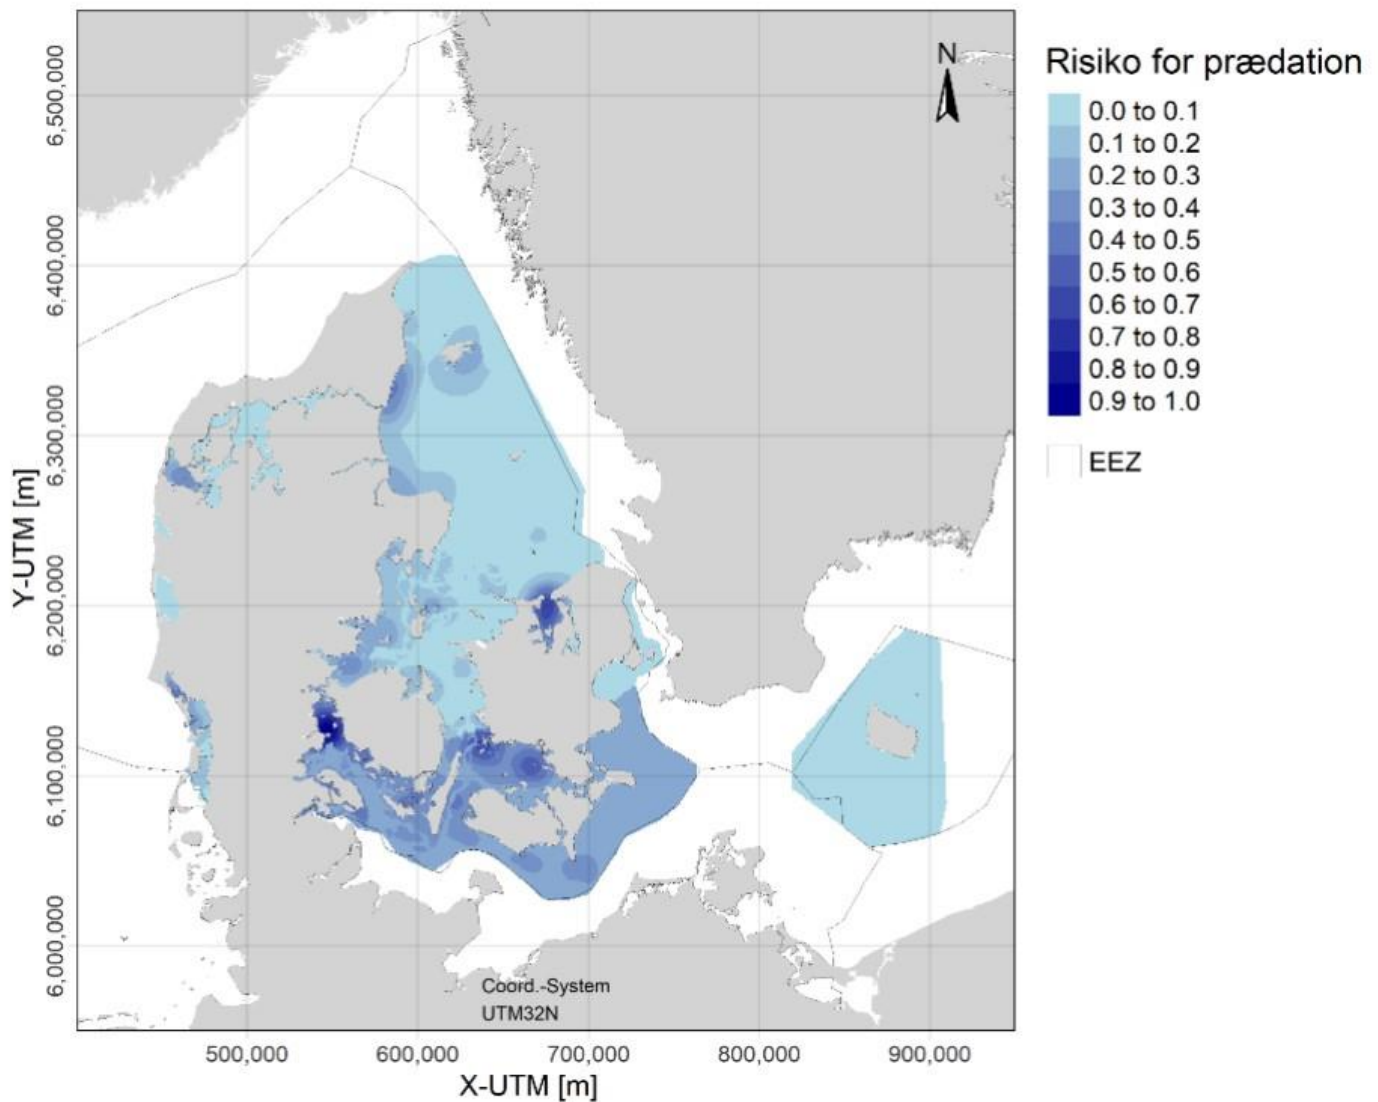 N
Risiko for prædation
0.0 to 0.1
0.1 to 0.2
0.2 to 0.3
0.3 to 0.4
0.4 to 0.5
0.5 to 0.6
0.6 to 0.7
0.7 to 0.8
0.8 to 0.9
0.9 to 1.0
EEZ
Y-UTM [m]
6,500,000
6,400,000
6,300,000
6,200,000
6,100,000
6,000,000
Coord.-System
UTM32N
500,000 600,000 700,000 800,000 900,000
X-UTM [m]